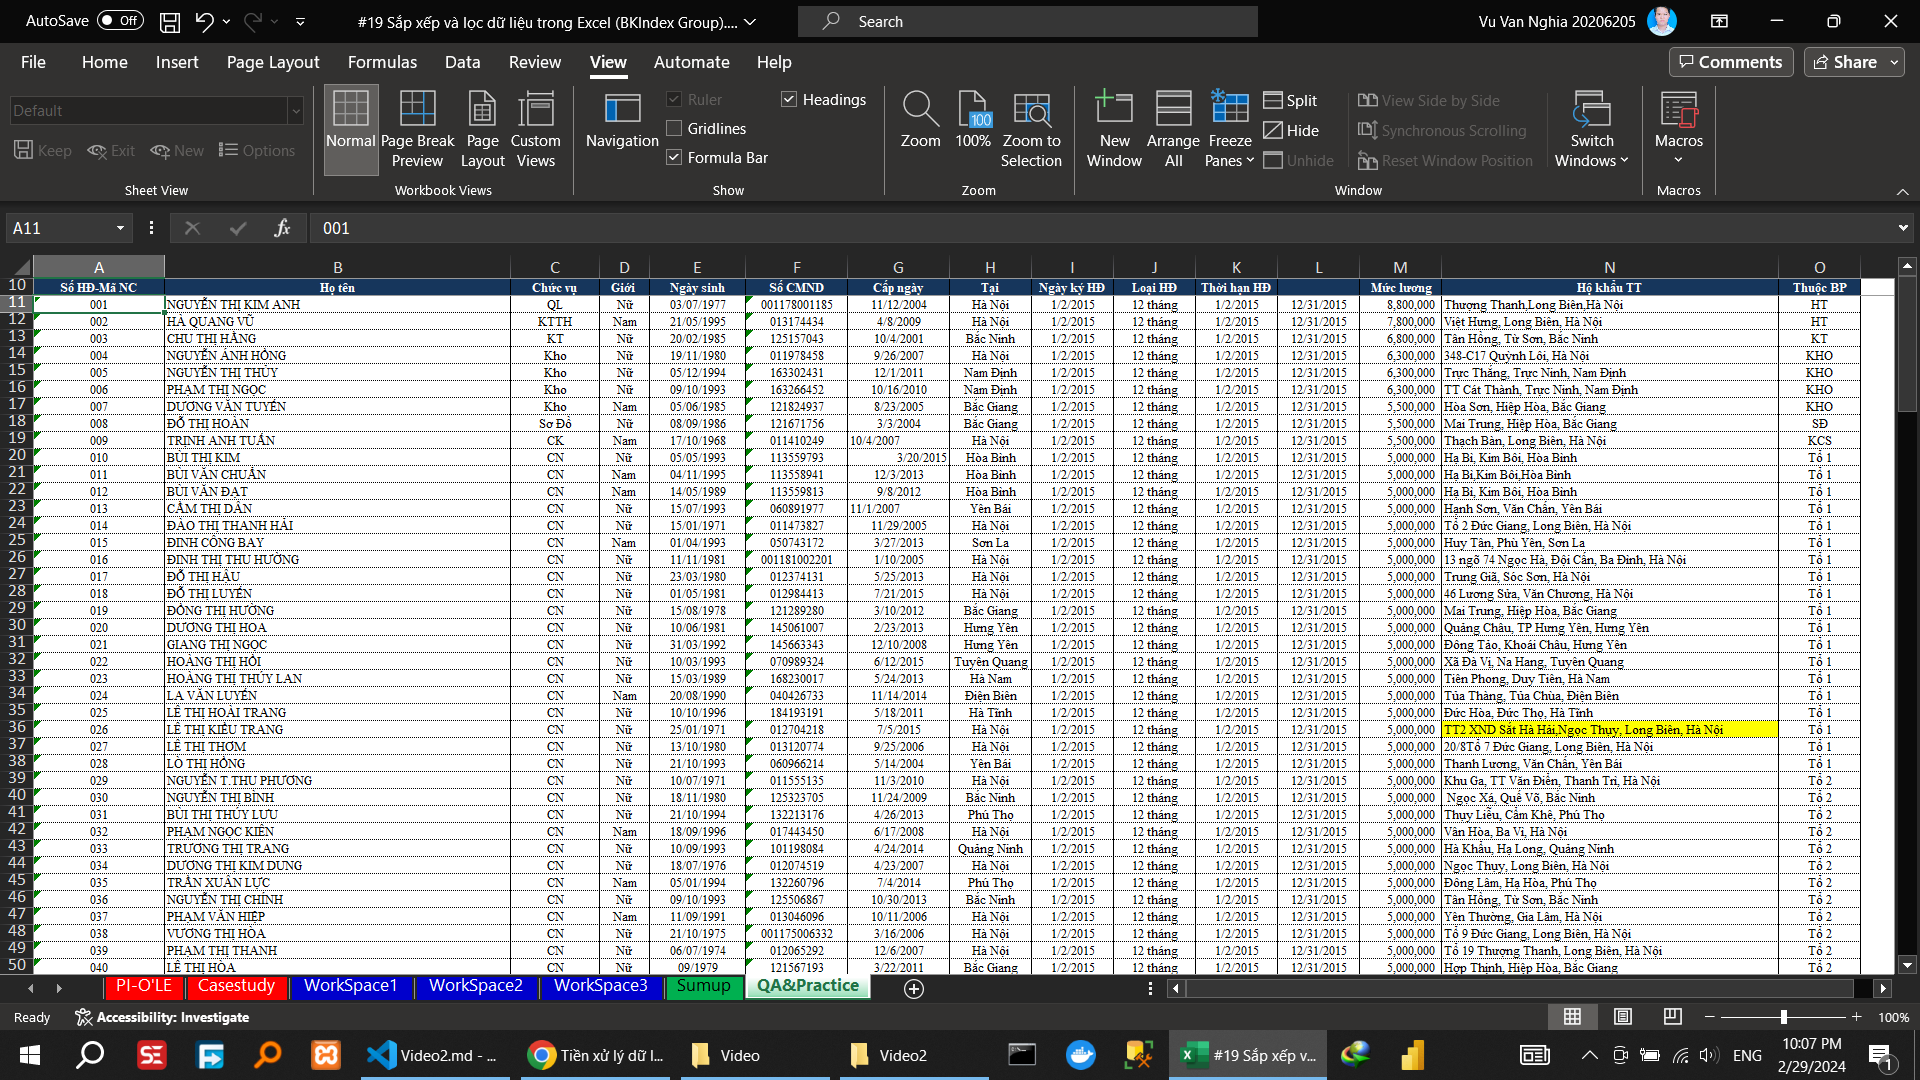 AutoSave Off #19 Sắp xếp và lọc dữ liệu trong Excel (BKIndex Group).... Search Vu Van Nghia 20206205
File Home Insert Page Layout Formulas Data Review View Automate Help Comments Share
Default Keep Exit New Options Sheet View
Normal Page Break Preview Page Layout Custom Views Workbook Views
Navigation Ruler Gridlines Formula Bar Headings Show
Zoom 100 100% Zoom to Selection Zoom
New Window Arrange All Freeze Panes Split Hide Unhide View Side by Side Synchronous Scrolling Reset Window Position Switch Windows Window
Macros Macros
A11 fx 001
A B C D E F G H I J K L M N O
10 Số HĐ-Mã NC Họ tên Chức vụ Giới Ngày sinh Số CMND Cấp ngày Tại Ngày ký HĐ Loại HĐ Thời hạn HĐ Mức lương Hộ khẩu TT Thuộc BP
11 001 NGUYỄN THỊ KIM ANH QL Nữ 03/07/1977 001178001185 11/12/2004 Hà Nội 1/2/2015 12 tháng 1/2/2015 12/31/2015 8,800,000 Thượng Thanh,Long Biên,Hà Nội HT
12 002 HÀ QUANG VŨ KTTH Nam 21/05/1995 013174434 4/8/2009 Hà Nội 1/2/2015 12 tháng 1/2/2015 12/31/2015 7,800,000 Việt Hưng, Long Biên, Hà Nội HT
13 003 CHU THỊ HẰNG KT Nữ 20/02/1985 125157043 10/4/2001 Bắc Ninh 1/2/2015 12 tháng 1/2/2015 12/31/2015 6,800,000 Tân Hồng, Từ Sơn, Bắc Ninh KT
14 004 NGUYỄN ÁNH HỒNG Kho Nữ 19/11/1980 011978458 9/26/2007 Hà Nội 1/2/2015 12 tháng 1/2/2015 12/31/2015 6,300,000 348-C17 Quỳnh Lôi, Hà Nội KHO
15 005 NGUYỄN THỊ THỦY Kho Nữ 05/12/1994 163302431 12/1/2011 Nam Định 1/2/2015 12 tháng 1/2/2015 12/31/2015 6,300,000 Trực Thắng, Trực Ninh, Nam Định KHO
16 006 PHẠM THỊ NGỌC Kho Nữ 09/10/1993 163266452 10/16/2010 Nam Định 1/2/2015 12 tháng 1/2/2015 12/31/2015 6,300,000 TT Cát Thành, Trực Ninh, Nam Định KHO
17 007 DƯƠNG VĂN TUYẾN Kho Nam 05/06/1985 121824937 8/23/2005 Bắc Giang 1/2/2015 12 tháng 1/2/2015 12/31/2015 5,500,000 Hòa Sơn, Hiệp Hòa, Bắc Giang KHO
18 008 ĐỖ THỊ HOÀN Sơ Đồ Nữ 08/09/1986 121671756 3/3/2004 Bắc Giang 1/2/2015 12 tháng 1/2/2015 12/31/2015 5,500,000 Mai Trung, Hiệp Hòa, Bắc Giang SĐ
19 009 TRỊNH ANH TUẤN CK Nam 17/10/1968 011410249 10/4/2007 Hà Nội 1/2/2015 12 tháng 1/2/2015 12/31/2015 5,500,000 Thạch Bàn, Long Biên, Hà Nội KCS
20 010 BÙI THỊ KIM CN Nữ 05/05/1993 113559793 3/20/2015 Hòa Bình 1/2/2015 12 tháng 1/2/2015 12/31/2015 5,000,000 Hạ Bì, Kim Bôi, Hòa Bình Tổ 1
21 011 BÙI VĂN CHUẨN CN Nam 04/11/1995 113558941 12/3/2013 Hòa Bình 1/2/2015 12 tháng 1/2/2015 12/31/2015 5,000,000 Hạ Bì,Kim Bôi,Hòa Bình Tổ 1
22 012 BÙI VĂN ĐẠT CN Nam 14/05/1989 113559813 9/8/2012 Hòa Bình 1/2/2015 12 tháng 1/2/2015 12/31/2015 5,000,000 Hạ Bì, Kim Bôi, Hòa Bình Tổ 1
23 013 CẦM THỊ DÂN CN Nữ 15/07/1993 060891977 11/1/2007 Yên Bái 1/2/2015 12 tháng 1/2/2015 12/31/2015 5,000,000 Hạnh Sơn, Văn Chấn, Yên Bái Tổ 1
24 014 ĐÀO THỊ THANH HẢI CN Nữ 15/01/1971 011473827 11/29/2005 Hà Nội 1/2/2015 12 tháng 1/2/2015 12/31/2015 5,000,000 Tổ 2 Đức Giang, Long Biên, Hà Nội Tổ 1
25 015 ĐINH CÔNG BAY CN Nam 01/04/1993 050743172 3/27/2013 Sơn La 1/2/2015 12 tháng 1/2/2015 12/31/2015 5,000,000 Huy Tân, Phù Yên, Sơn La Tổ 1
26 016 ĐINH THỊ THU HƯỜNG CN Nữ 11/11/1981 001181002201 1/10/2005 Hà Nội 1/2/2015 12 tháng 1/2/2015 12/31/2015 5,000,000 13 ngõ 74 Ngọc Hà, Đội Cấn, Ba Đình, Hà Nội Tổ 1
27 017 ĐỖ THỊ HẬU CN Nữ 23/03/1980 012374131 5/25/2013 Hà Nội 1/2/2015 12 tháng 1/2/2015 12/31/2015 5,000,000 Trung Giã, Sóc Sơn, Hà Nội Tổ 1
28 018 ĐỖ THỊ LUYẾN CN Nữ 01/05/1981 012984413 7/21/2015 Hà Nội 1/2/2015 12 tháng 1/2/2015 12/31/2015 5,000,000 46 Lương Sử­a, Văn Chương, Hà Nội Tổ 1
29 019 ĐỒNG THỊ HƯỜNG CN Nữ 15/08/1978 121289280 3/10/2012 Bắc Giang 1/2/2015 12 tháng 1/2/2015 12/31/2015 5,000,000 Mai Trung, Hiệp Hòa, Bắc Giang Tổ 1
30 020 DƯƠNG THỊ HOA CN Nữ 10/06/1981 145061007 2/23/2013 Hưng Yên 1/2/2015 12 tháng 1/2/2015 12/31/2015 5,000,000 Quảng Châu, TP Hưng Yên, Hưng Yên Tổ 1
31 021 GIANG THỊ NGỌC CN Nữ 31/03/1992 145663343 12/10/2008 Hưng Yên 1/2/2015 12 tháng 1/2/2015 12/31/2015 5,000,000 Đông Tảo, Khoái Châu, Hưng Yên Tổ 1
32 022 HOÀNG THỊ HỒI CN Nữ 10/03/1993 070989324 6/12/2015 Tuyên Quang 1/2/2015 12 tháng 1/2/2015 12/31/2015 5,000,000 Xã Đà Vị, Na Hang, Tuyên Quang Tổ 1
33 023 HOÀNG THỊ THÚY LAN CN Nữ 15/03/1989 168230017 5/24/2013 Hà Nam 1/2/2015 12 tháng 1/2/2015 12/31/2015 5,000,000 Tiên Phong, Duy Tiên, Hà Nam Tổ 1
34 024 LA VĂN LUYẾN CN Nam 20/08/1990 040426733 11/14/2014 Điện Biên 1/2/2015 12 tháng 1/2/2015 12/31/2015 5,000,000 Tủa Thàng, Tủa Chùa, Điện Biên Tổ 1
35 025 LÊ THỊ HOÀI TRANG CN Nữ 10/10/1996 184193191 5/18/2011 Hà Tĩnh 1/2/2015 12 tháng 1/2/2015 12/31/2015 5,000,000 Đức Hòa, Đức Thọ, Hà Tĩnh Tổ 1
36 026 LÊ THỊ KIỀU TRANG CN Nữ 25/01/1971 012704218 7/5/2015 Hà Nội 1/2/2015 12 tháng 1/2/2015 12/31/2015 5,000,000 TT2 XND Sắt Hà Hải,Ngọc Thụy, Long Biên, Hà Nội Tổ 1
37 027 LÊ THỊ THƠM CN Nữ 13/10/1980 013120774 9/25/2006 Hà Nội 1/2/2015 12 tháng 1/2/2015 12/31/2015 5,000,000 20/8Tổ 7 Đức Giang, Long Biên, Hà Nội Tổ 1
38 028 LÒ THỊ HỒNG CN Nữ 21/10/1993 060966214 5/14/2004 Yên Bái 1/2/2015 12 tháng 1/2/2015 12/31/2015 5,000,000 Thanh Lương, Văn Chấn, Yên Bái Tổ 1
39 029 NGUYỄN T.THU PHƯƠNG CN Nữ 10/07/1971 011555135 11/3/2010 Hà Nội 1/2/2015 12 tháng 1/2/2015 12/31/2015 5,000,000 Khu Ga, TT Văn Điển, Thanh Trì, Hà Nội Tổ 2
40 030 NGUYỄN THỊ BÌNH CN Nữ 18/11/1980 125323705 11/24/2009 Bắc Ninh 1/2/2015 12 tháng 1/2/2015 12/31/2015 5,000,000 Ngọc Xá, Quế Võ, Bắc Ninh Tổ 2
41 031 BÙI THỊ THÚY LƯU CN Nữ 21/10/1994 132213176 4/26/2013 Phú Thọ 1/2/2015 12 tháng 1/2/2015 12/31/2015 5,000,000 Thụy Liễu, Cẩm Khê, Phú Thọ Tổ 2
42 032 PHẠM NGỌC KIÊN CN Nam 18/09/1996 017443450 6/17/2008 Hà Nội 1/2/2015 12 tháng 1/2/2015 12/31/2015 5,000,000 Vân Hòa, Ba Vì, Hà Nội Tổ 2
43 033 TRƯƠNG THỊ TRANG CN Nữ 10/09/1993 101198084 4/24/2014 Quảng Ninh 1/2/2015 12 tháng 1/2/2015 12/31/2015 5,000,000 Hà Khẩu, Hạ Long, Quảng Ninh Tổ 2
44 034 DƯƠNG THỊ KIM DUNG CN Nữ 18/07/1976 012074519 4/23/2007 Hà Nội 1/2/2015 12 tháng 1/2/2015 12/31/2015 5,000,000 Ngọc Thụy, Long Biên, Hà Nội Tổ 2
45 035 TRẦN XUÂN LỰC CN Nam 05/01/1994 132260796 7/4/2014 Phú Thọ 1/2/2015 12 tháng 1/2/2015 12/31/2015 5,000,000 Đông Lâm, Hạ Hòa, Phú Thọ Tổ 2
46 036 NGUYỄN THỊ CHÍNH CN Nữ 09/10/1993 125506867 10/30/2013 Bắc Ninh 1/2/2015 12 tháng 1/2/2015 12/31/2015 5,000,000 Tân Hồng, Từ Sơn, Bắc Ninh Tổ 2
47 037 PHẠM VĂN HIỆP CN Nam 11/09/1991 013046096 10/11/2006 Hà Nội 1/2/2015 12 tháng 1/2/2015 12/31/2015 5,000,000 Yên Thường, Gia Lâm, Hà Nội Tổ 2
48 038 VƯƠNG THỊ HÒA CN Nữ 21/10/1975 001175006332 3/16/2006 Hà Nội 1/2/2015 12 tháng 1/2/2015 12/31/2015 5,000,000 Tổ 9 Đức Giang, Long Biên, Hà Nội Tổ 2
49 039 PHẠM THỊ THANH CN Nữ 06/07/1974 012065292 12/6/2007 Hà Nội 1/2/2015 12 tháng 1/2/2015 12/31/2015 5,000,000 Tổ 19 Thượng Thanh, Long Biên, Hà Nội Tổ 2
50 040 LÊ THỊ HÒA CN Nữ 09/1979 121567193 3/22/2011 Bắc Giang 1/2/2015 12 tháng 1/2/2015 12/31/2015 5,000,000 Hợp Thịnh, Hiệp Hòa, Bắc Giang Tổ 2
PI-O'LE Casestudy WorkSpace1 WorkSpace2 WorkSpace3 Sumup QA&Practice
Ready Accessibility: Investigate 100%
Video2.md - ... Tiền xử lý dữ l... Video Video2 #19 Sắp xếp v... ENG 10:07 PM
2/29/2024 1